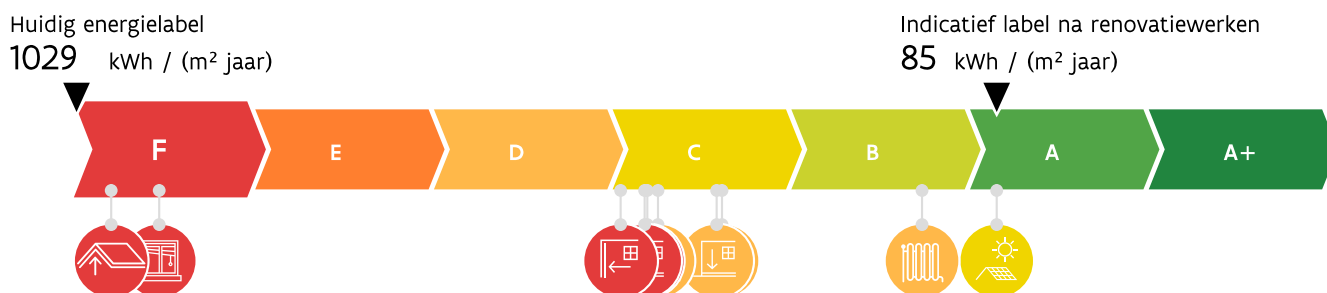 Huidig energielabel
1029 kWh / (m² jaar)
Indicatief label na renovatiewerken
85 kWh / (m² jaar)
F E D C B A A+